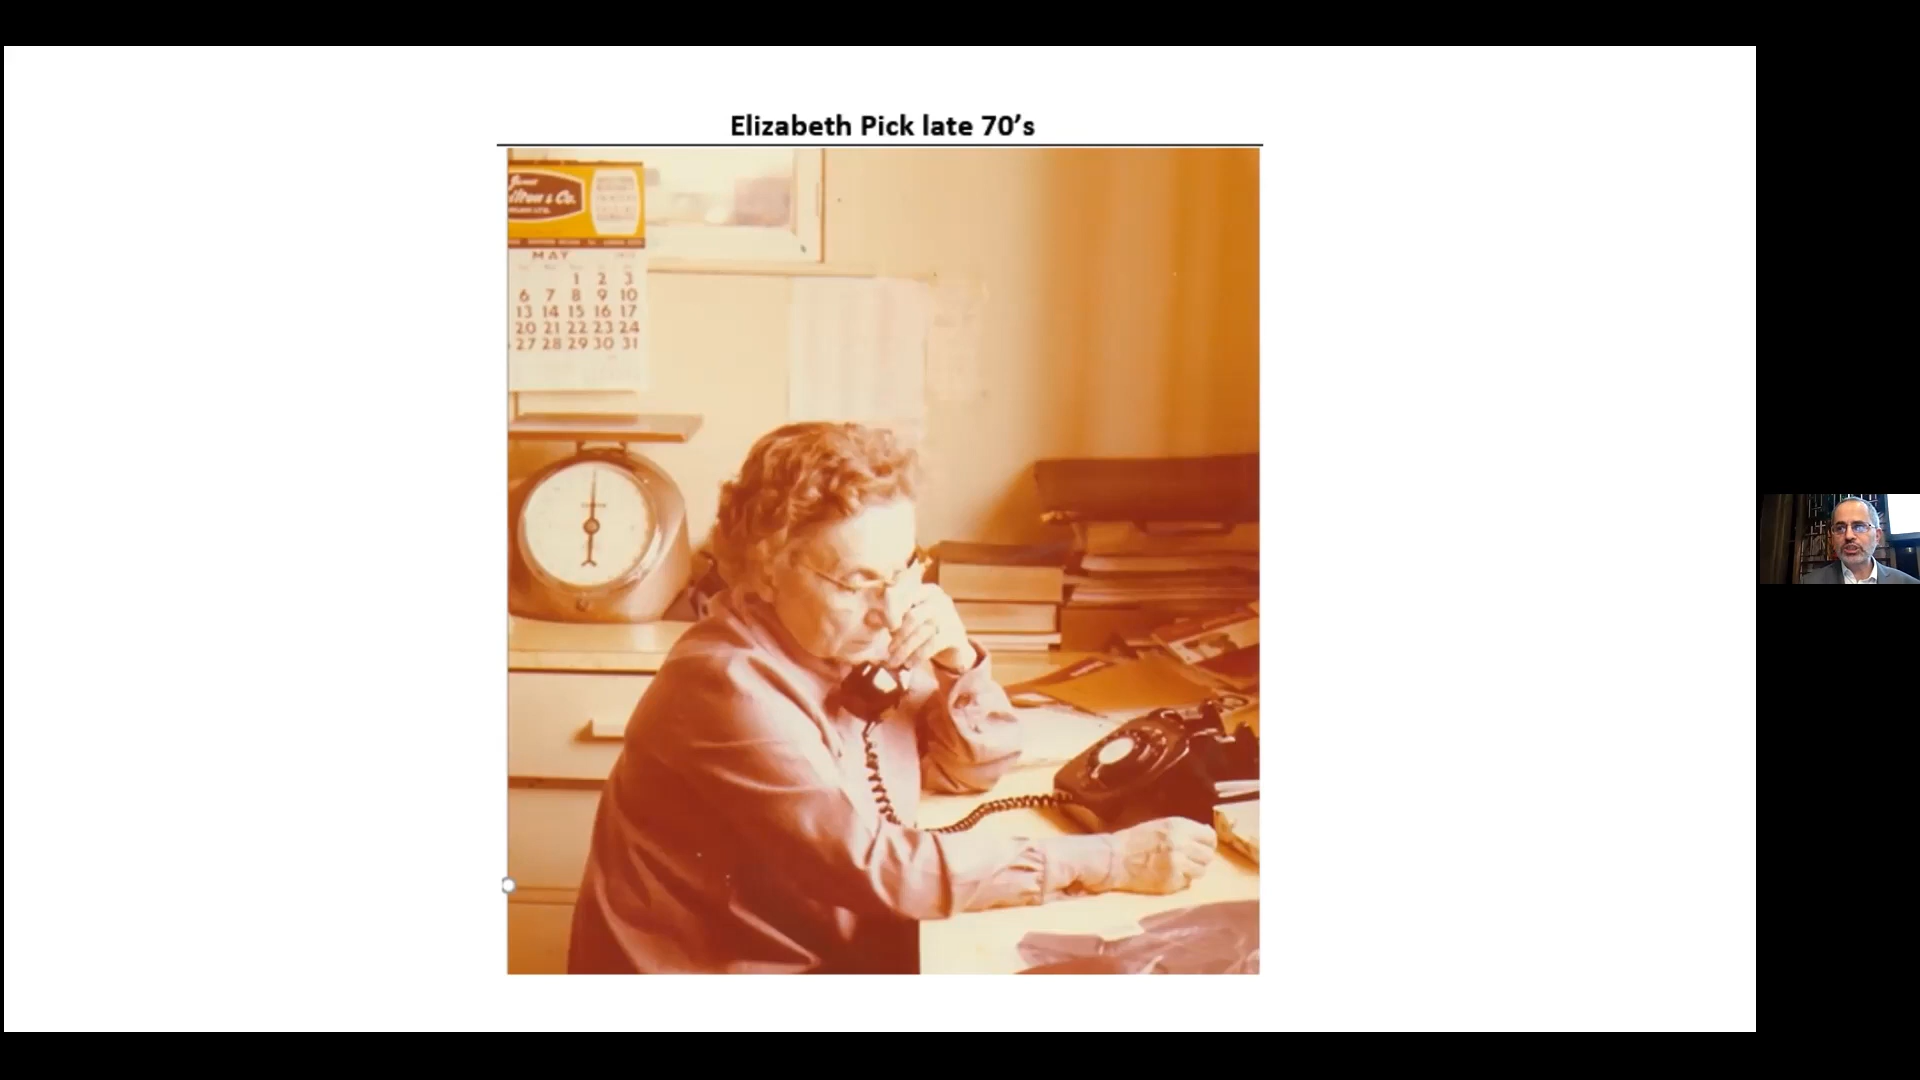 Elizabeth Pick late 70’s
ilton & Co.
MAY
1 2 3
6 7 8 9 10
13 14 15 16 17
20 21 22 23 24
27 28 29 30 31